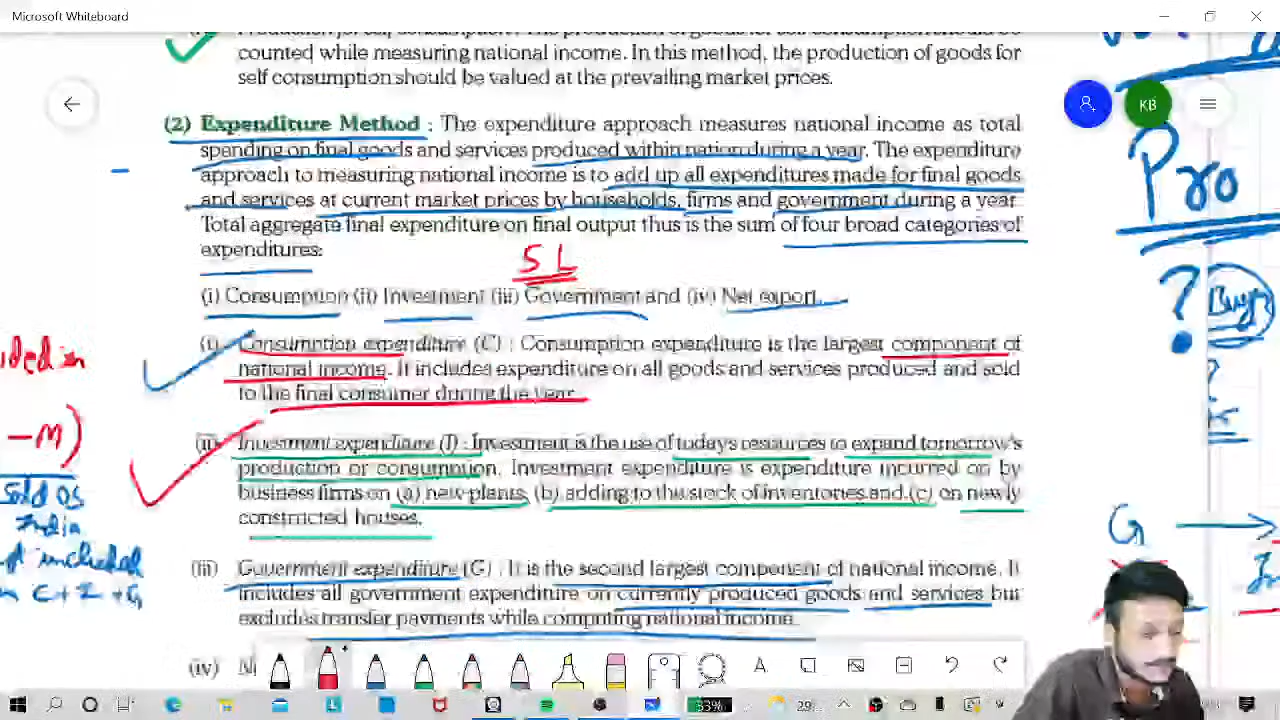 Microsoft Whiteboard
counted while measuring national income. In this method, the production of goods for
self consumption should be valued at the prevailing market prices.
KB
(2) Expenditure Method : The expenditure approach measures national income as total
spending on final goods and services produced within nation during a year. The expenditure
approach to measuring national income is to add up all expenditures made for final goods
and services at current market prices by households, firms and government during a year
Total aggregate final expenditure on final output thus is the sum of four broad categories of
expenditures:
Pro
5 L
(i) Consumption (ii) Investment (iii) Government and (iv) Net export.
?
Buy
(i) Consumption expenditure (C) : Consumption expenditure is the largest component of
national income. It includes expenditure on all goods and services produced and sold
to the final consumer during the year.
-M)
(ii) Investment expenditure (I) : Investment is the use of today's resources to expand tomorrow's
production or consumption. Investment expenditure is expenditure incurred on by
business firms on (a) new plants, (b) adding to the stock of inventories and (c) on newly
constructed houses.
sold os
India
included
C+I+G
G
(iii) Government expenditure (G) : It is the second largest component of national income. It
includes all government expenditure on currently produced goods and services but
excludes transfer payments while computing national income.
(iv)
A
33%
29